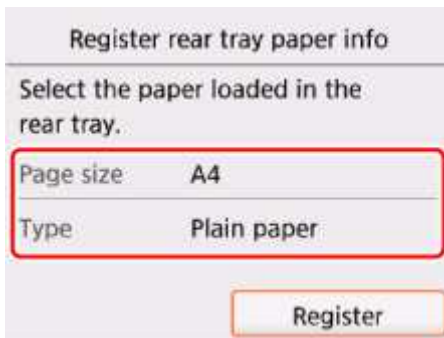 Register rear tray paper info
Select the paper loaded in the
rear tray.
Page size A4
Type Plain paper
Register